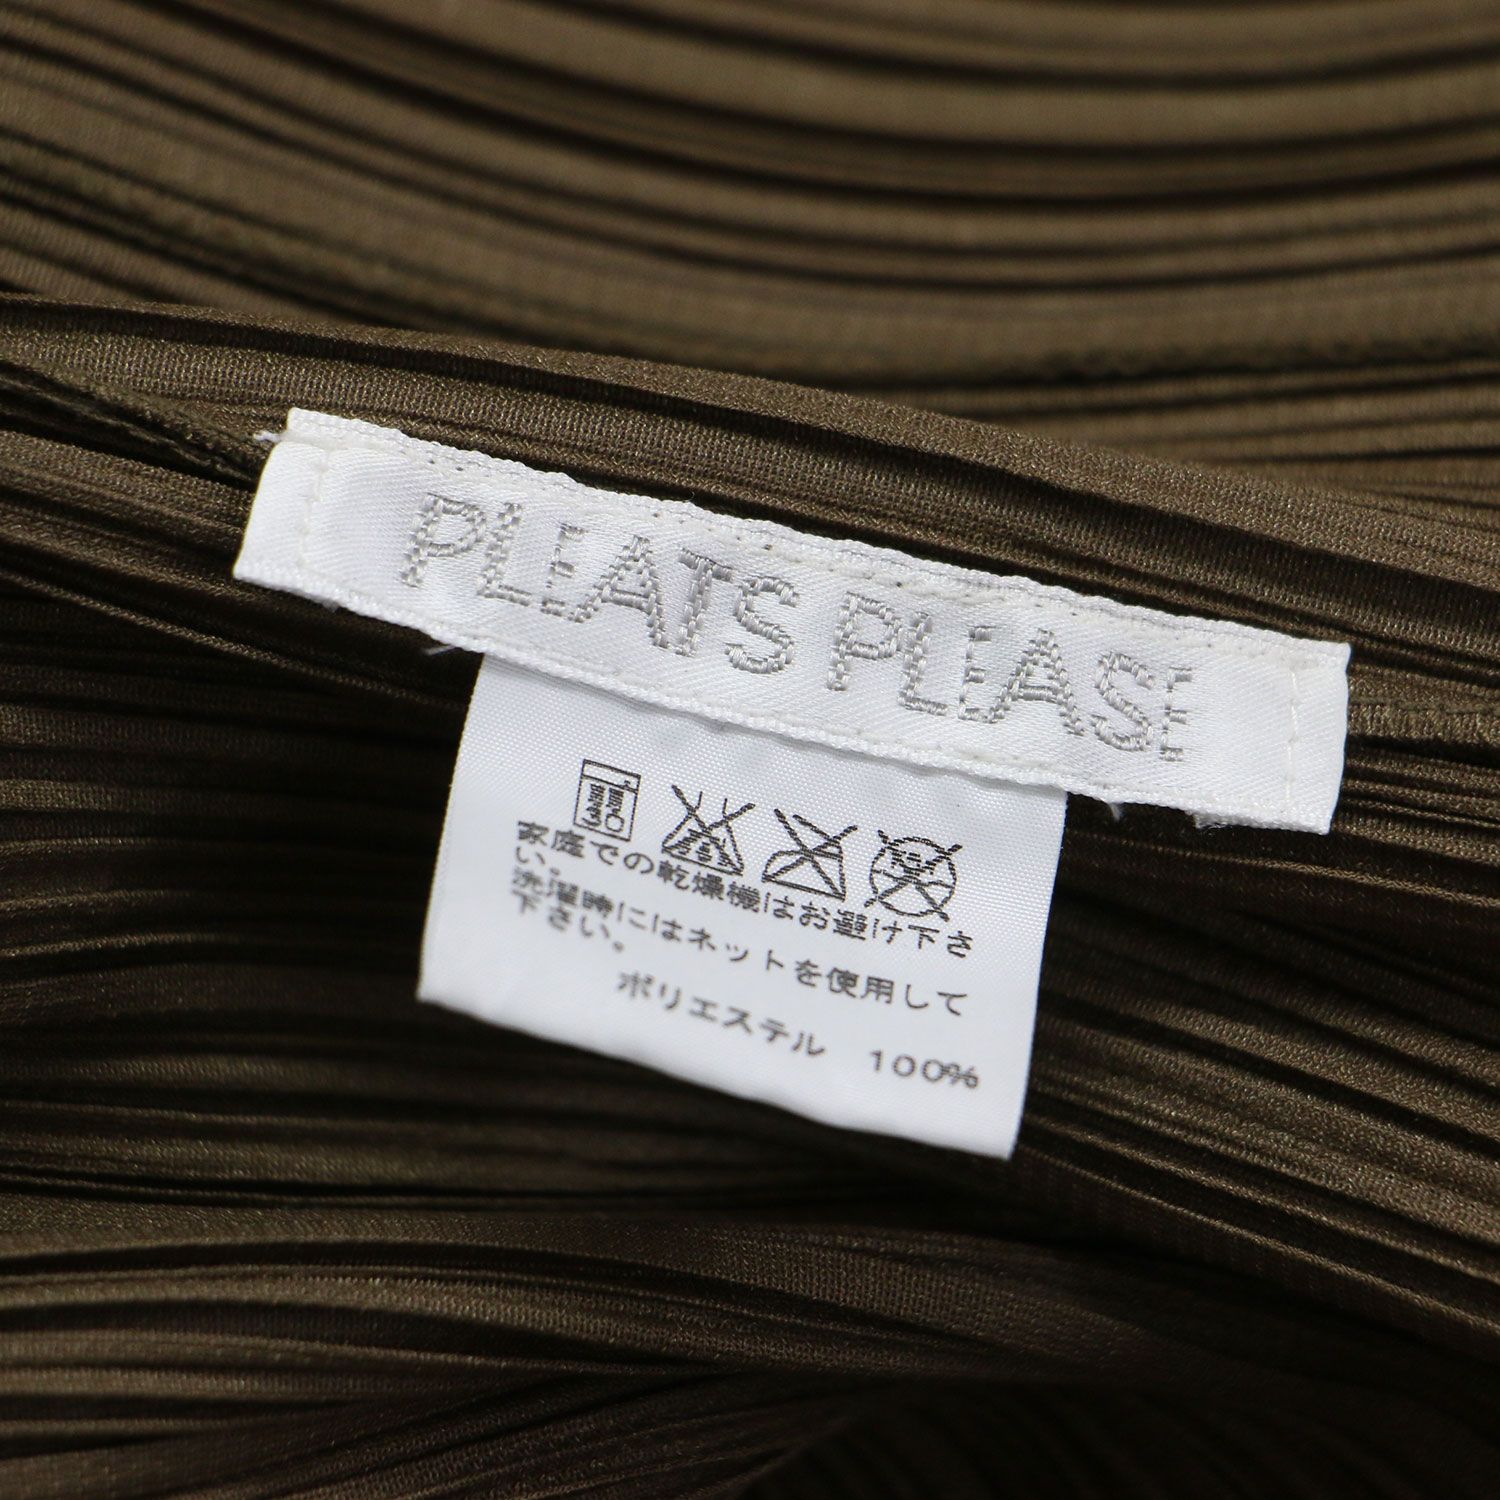 PLEATS PLEASE
30
家庭での乾燥機はお避け下さ
い。
洗濯時にはネットを使用して
下さい。
ポリエステル 100%